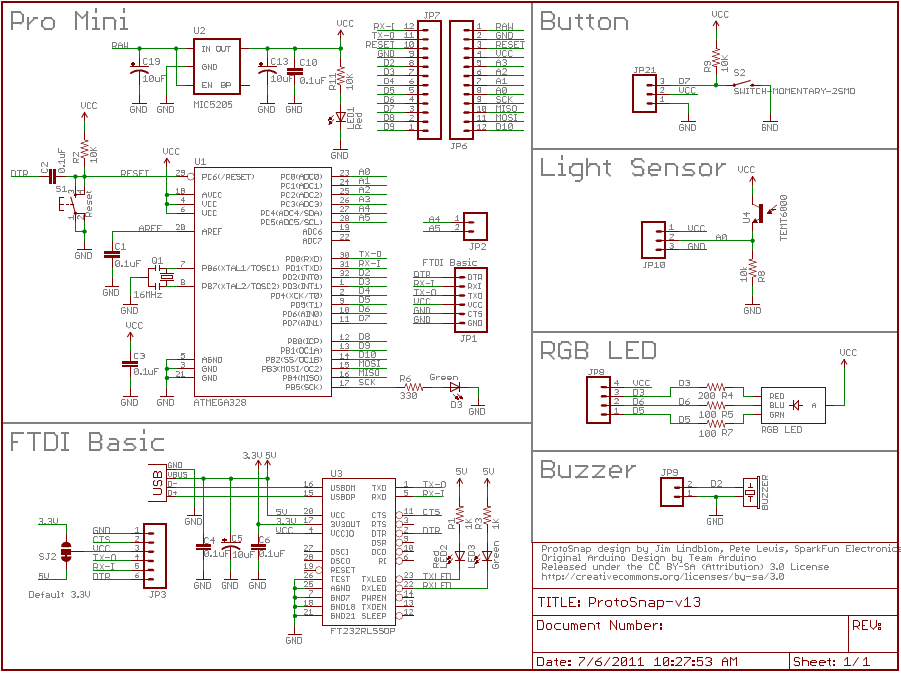 Pro Mini
RAW
U2
IN OUT
GND
EN BP
MIC5205
C19
10uF
GND
GND
C13
10uF
GND
C10
0.1uF
GND
VCC
R11
10K
LED1
Red
GND
JP7
RX-I 12
TX-O 11
RESET 10
GND 9
D2 8
D3 7
D4 6
D5 5
D6 4
D7 3
D8 2
D9 1
JP6
1 RAW
2 GND
3 RESET
4 VCC
5 A3
6 A2
7 A1
8 A0
9 SCK
10 MISO
11 MOSI
12 D10
VCC
R2
10K
C2
0.1uF
DTR
RESET
S1
Reset
GND
VCC
AREF
C1
0.1uF
GND
Q1
16MHz
GND
VCC
C3
0.1uF
GND
GND
U1
29 PC6(/RESET)
18 AVCC
4 VCC
6 VCC
20 AREF
7 PB6(XTAL1/TOSC1)
8 PB7(XTAL2/TOSC2)
5 AGND
3 GND
21 GND
PC0(ADC0) 23 A0
PC1(ADC1) 24 A1
PC2(ADC2) 25 A2
PC3(ADC3) 26 A3
PC4(ADC4/SDA) 27 A4
PC5(ADC5/SCL) 28 A5
ADC6 19
ADC7 22
PD0(RXD) 30 TX-O
PD1(TXD) 31 RX-I
PD2(INT0) 32 D2
PD3(INT1) 1 D3
PD4(XCK/T0) 2 D4
PD5(T1) 9 D5
PD6(AIN0) 10 D6
PD7(AIN1) 11 D7
PB0(ICP) 12 D8
PB1(OC1A) 13 D9
PB2(SS/OC1B) 14 D10
PB3(MOSI/OC2) 15 MOSI
PB4(MISO) 16 MISO
PB5(SCK) 17 SCK
ATMEGA328
R6
330
Green
D3
GND
A4 1
A5 2
JP2
FTDI Basic
DTR DTR
RX-I RXI
TX-O TXO
VCC VCC
GND CTS
GND GND
JP1
Button
VCC
R9
10K
JP21
3 D7
2 VCC
1
GND
S2
SWITCH-MOMENTARY-2SMD
GND
Light Sensor
VCC
U4
TEMT6000
JP10
1 VCC
2 A0
3 GND
R8
10k
GND
RGB LED
VCC
JP8
4 VCC
3 D3
2 D6
1 D5
D3
200 R4
D6
100 R5
D5
100 R7
RED
BLU A
GRN
RGB LED
Buzzer
JP9
2 D2
1
GND
BUZZER
FTDI Basic
USB
GND
VBUS
D-
D+
GND
3.3V
5V
SJ2
5V
Default 3.3V
3.3V
GND 1
CTS 2
VCC 3
TX-O 4
RX-I 5
DTR 6
JP3
C4
0.1uF
GND
C5
10uF
GND
C6
0.1uF
GND
5V
3.3V
VCC
GND
U3
16 USBDM
15 USBDP
20 VCC
17 3V3OUT
4 VCCIO
27 OSCI
28 OSCO
19 RESET
26 TEST
25 AGND
7 GND7
18 GND18
21 GND21
TXD 1 TX-O
RXD 5 RX-I
CTS 11 CTS
RTS 3
DTR 2 DTR
DSR 9
DCD 10
RI 6
TXLED 23 TXLED
RXLED 22 RXLED
PWREN 14
TXDEN 13
SLEEP 12
FT232RLSSOP
5V
5V
R1
1K
R3
1K
Red
LED2
LED3
Green
ProtoSnap design by Jim Lindblom, Pete Lewis, SparkFun Electronics
Original Arduino Design by Team Arduino
Released under the CC BY-SA (Attribution) 3.0 License
http://creativecommons.org/licenses/by-sa/3.0
TITLE: ProtoSnap-v13
Document Number:
REV:
Date: 7/6/2011 10:27:53 AM
Sheet: 1/1